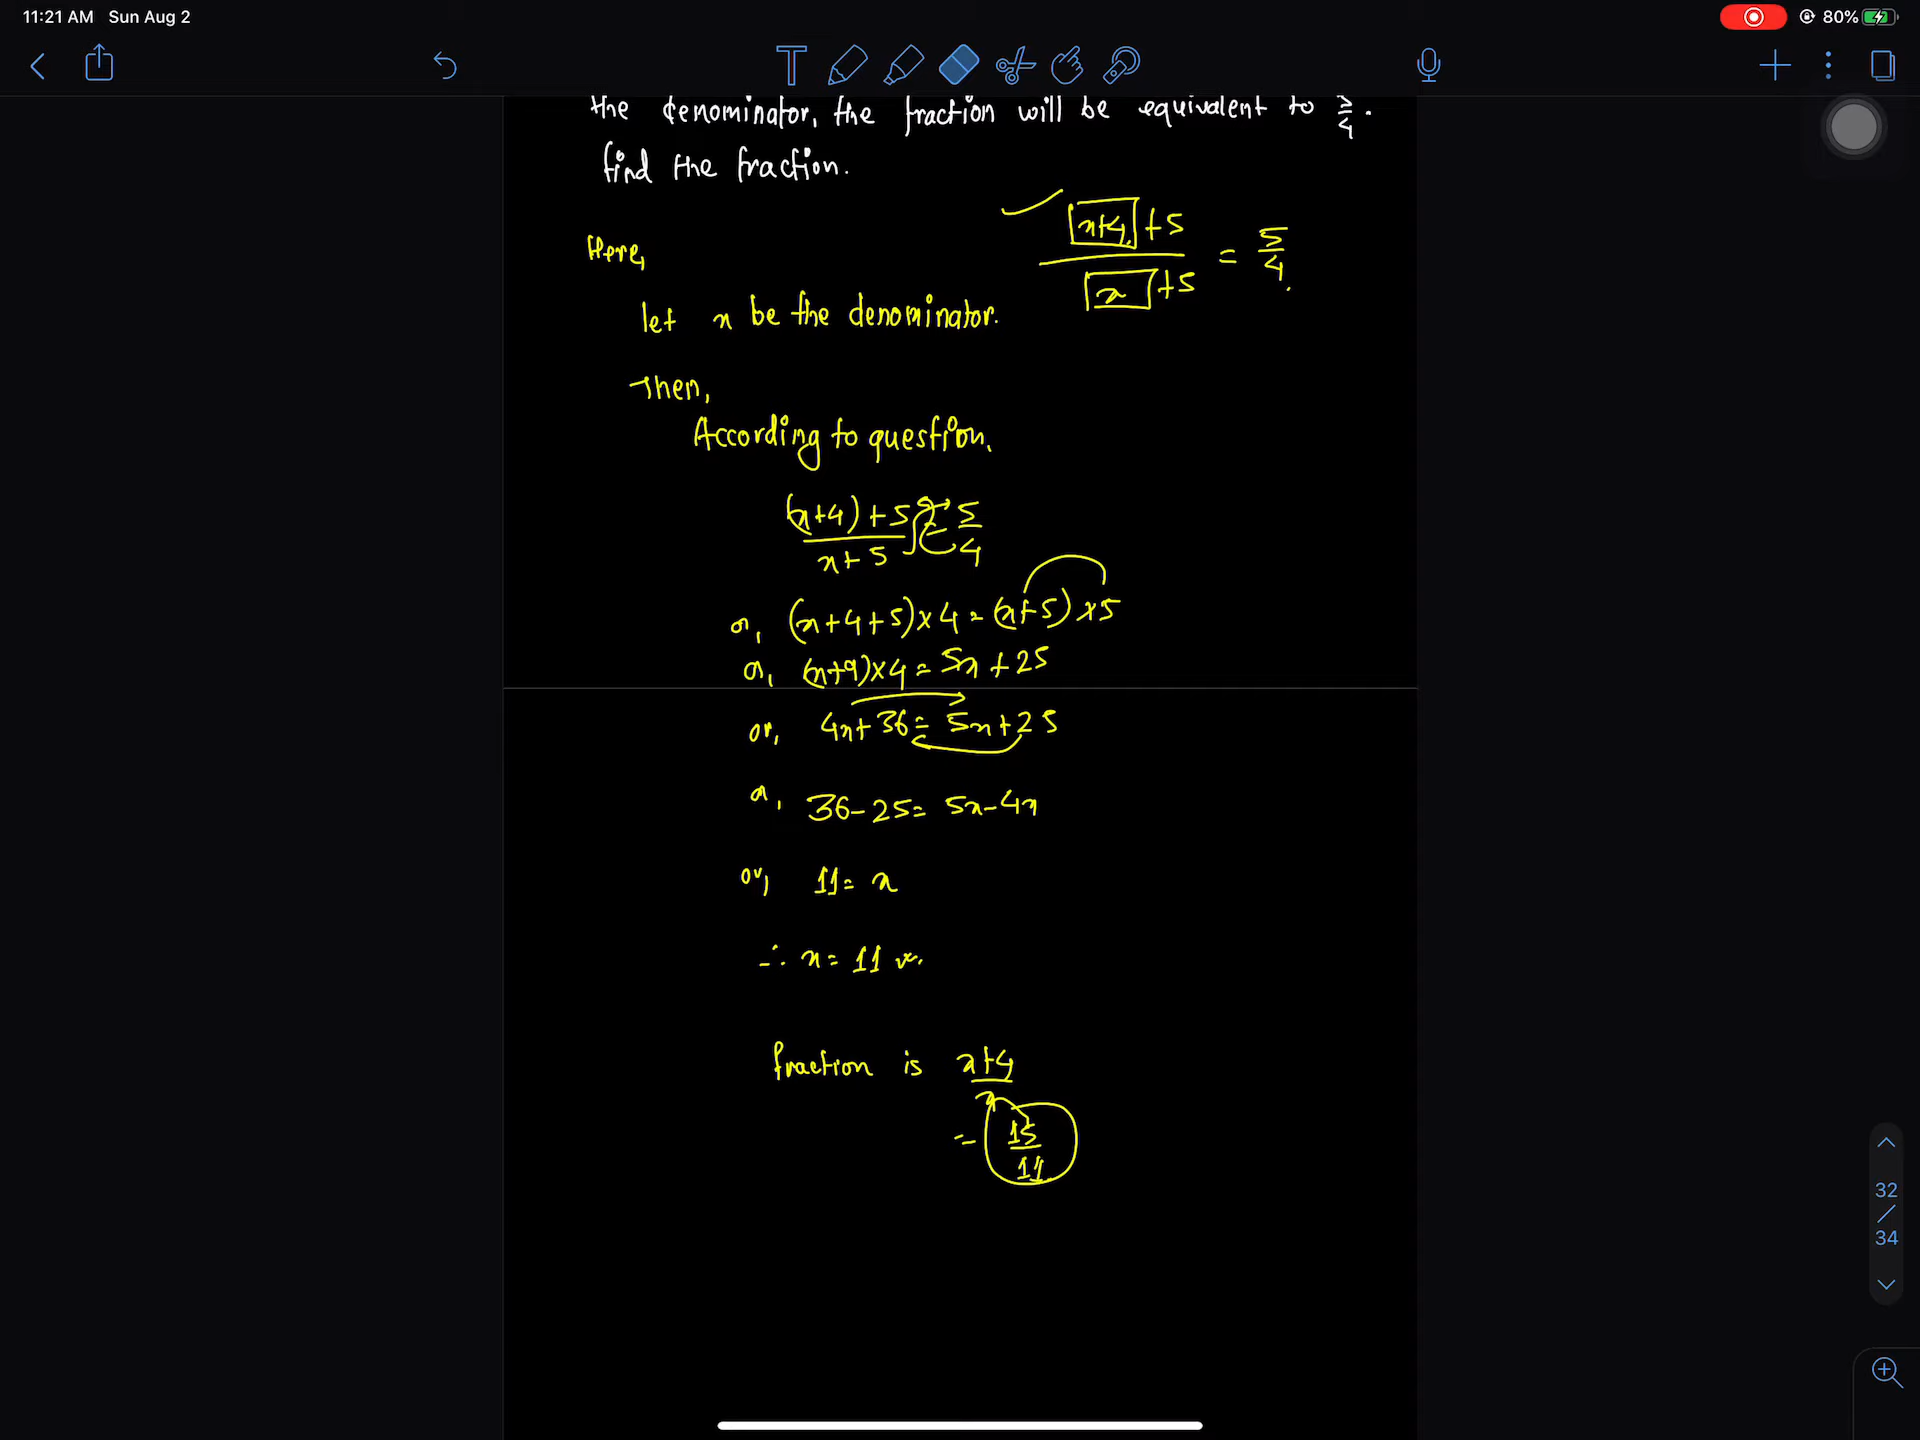 11:21 AM Sun Aug 2
80%
the denominator, the fraction will be equivalent to 5/4.
find the fraction.
Here,
(x+4)+5 / x+5 = 5/4.
let x be the denominator.
Then,
According to question,
(x+4)+5 / x+5 = 5/4
or, (x+4+5)×4=(x+5)×5
or, (x+9)×4=5x+25
or, 4x+36=5x+25
or, 36-25=5x-4x
or, 11=x
∴ x=11
fraction is x+4 / x
= 15/11
32
/
34